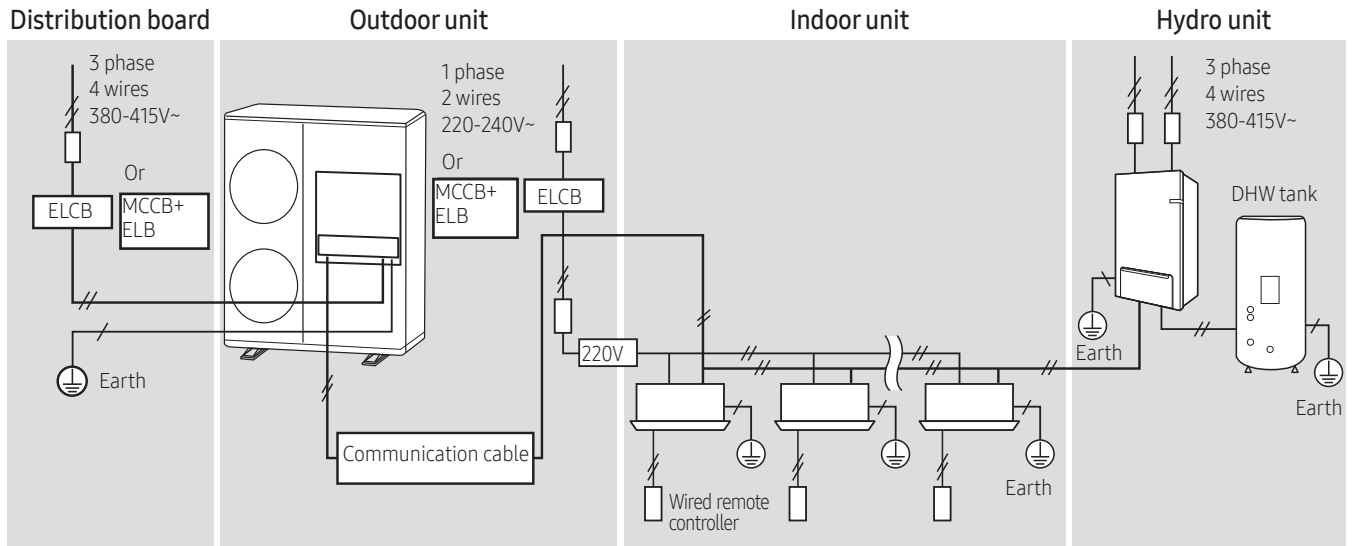 Distribution board
Outdoor unit
Indoor unit
Hydro unit
3 phase
4 wires
380-415V~
Or
ELCB
MCCB+
ELB
Earth
1 phase
2 wires
220-240V~
Or
MCCB+
ELB
ELCB
220V
Communication cable
Wired remote
controller
Earth
3 phase
4 wires
380-415V~
DHW tank
Earth
Earth